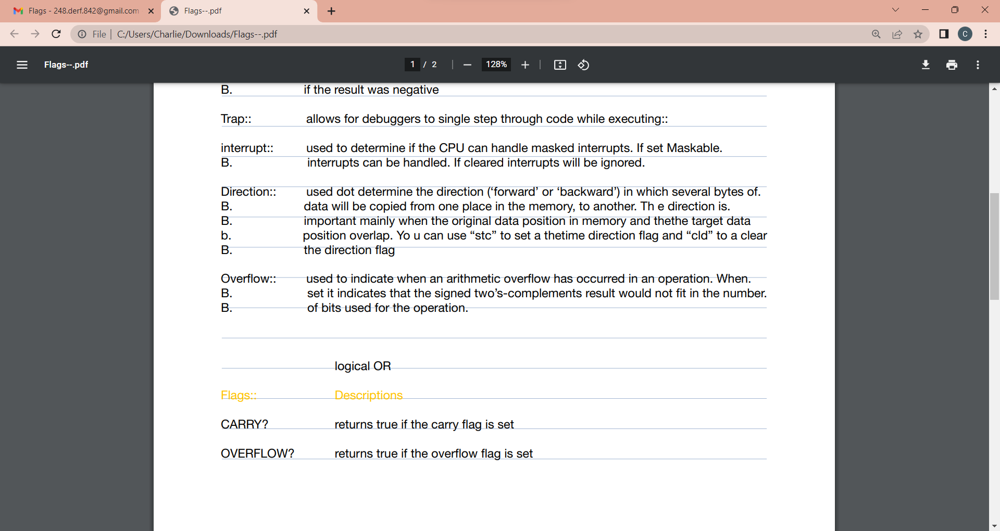 Flags - 248.derf.842@gmail.com
Flags--.pdf
File | C:/Users/Charlie/Downloads/Flags--.pdf
C
Flags--.pdf
1 / 2
128%
B. if the result was negative
Trap:: allows for debuggers to single step through code while executing::
interrupt:: used to determine if the CPU can handle masked interrupts. If set Maskable.
B. interrupts can be handled. If cleared interrupts will be ignored.
Direction:: used dot determine the direction (‘forward’ or ‘backward’) in which several bytes of.
B. data will be copied from one place in the memory, to another. Th e direction is.
B. important mainly when the original data position in memory and thethe target data
b. position overlap. Yo u can use “stc” to set a thetime direction flag and “cld” to a clear
B. the direction flag
Overflow:: used to indicate when an arithmetic overflow has occurred in an operation. When.
B. set it indicates that the signed two’s-complements result would not fit in the number.
B. of bits used for the operation.
logical OR
Flags:: Descriptions
CARRY? returns true if the carry flag is set
OVERFLOW? returns true if the overflow flag is set